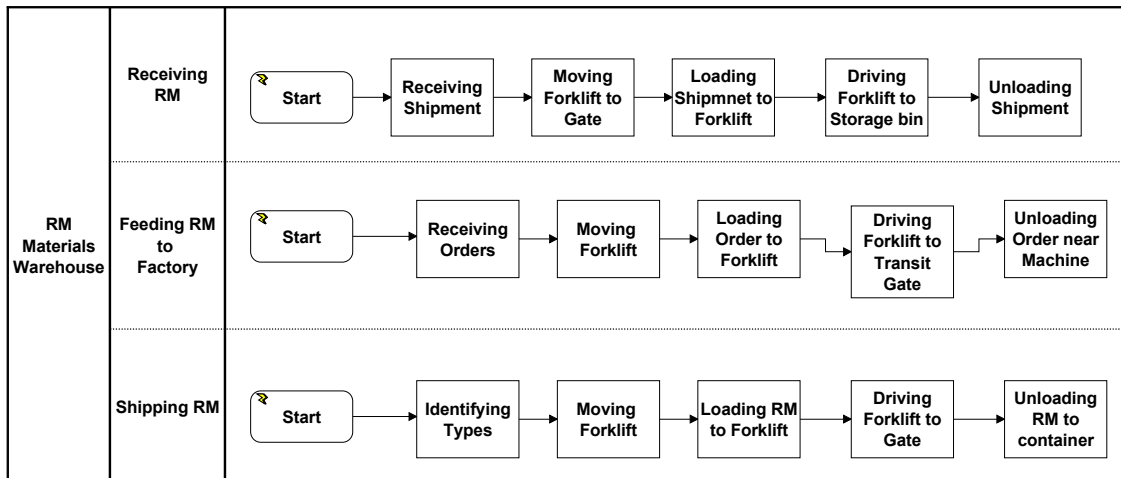 RM
Materials
Warehouse
Receiving
RM
Start
Receiving
Shipment
Moving
Forklift to
Gate
Loading
Shipmnet to
Forklift
Driving
Forklift to
Storage bin
Unloading
Shipment
Feeding RM
to
Factory
Start
Receiving
Orders
Moving
Forklift
Loading
Order to
Forklift
Driving
Forklift to
Transit
Gate
Unloading
Order near
Machine
Shipping RM
Start
Identifying
Types
Moving
Forklift
Loading RM
to Forklift
Driving
Forklift to
Gate
Unloading
RM to
container